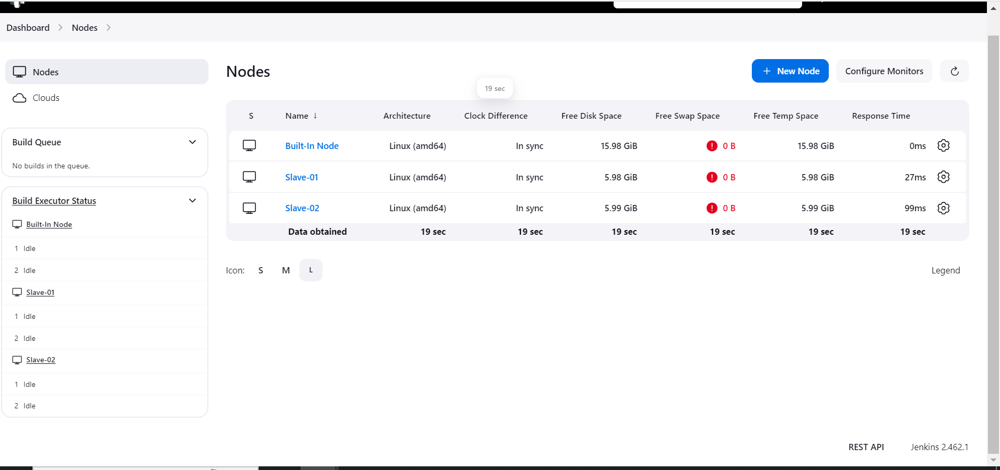 Dashboard > Nodes >
Nodes
Clouds
Build Queue
No builds in the queue.
Build Executor Status
Built-In Node
1 Idle
2 Idle
Slave-01
1 Idle
2 Idle
Slave-02
1 Idle
2 Idle
Nodes
+ New Node
Configure Monitors
19 sec
S Name ↓ Architecture Clock Difference Free Disk Space Free Swap Space Free Temp Space Response Time
Built-In Node Linux (amd64) In sync 15.98 GiB ! 0 B 15.98 GiB 0ms
Slave-01 Linux (amd64) In sync 5.98 GiB ! 0 B 5.98 GiB 27ms
Slave-02 Linux (amd64) In sync 5.99 GiB ! 0 B 5.99 GiB 99ms
Data obtained 19 sec 19 sec 19 sec 19 sec 19 sec 19 sec
Icon: S M L
Legend
REST API
Jenkins 2.462.1